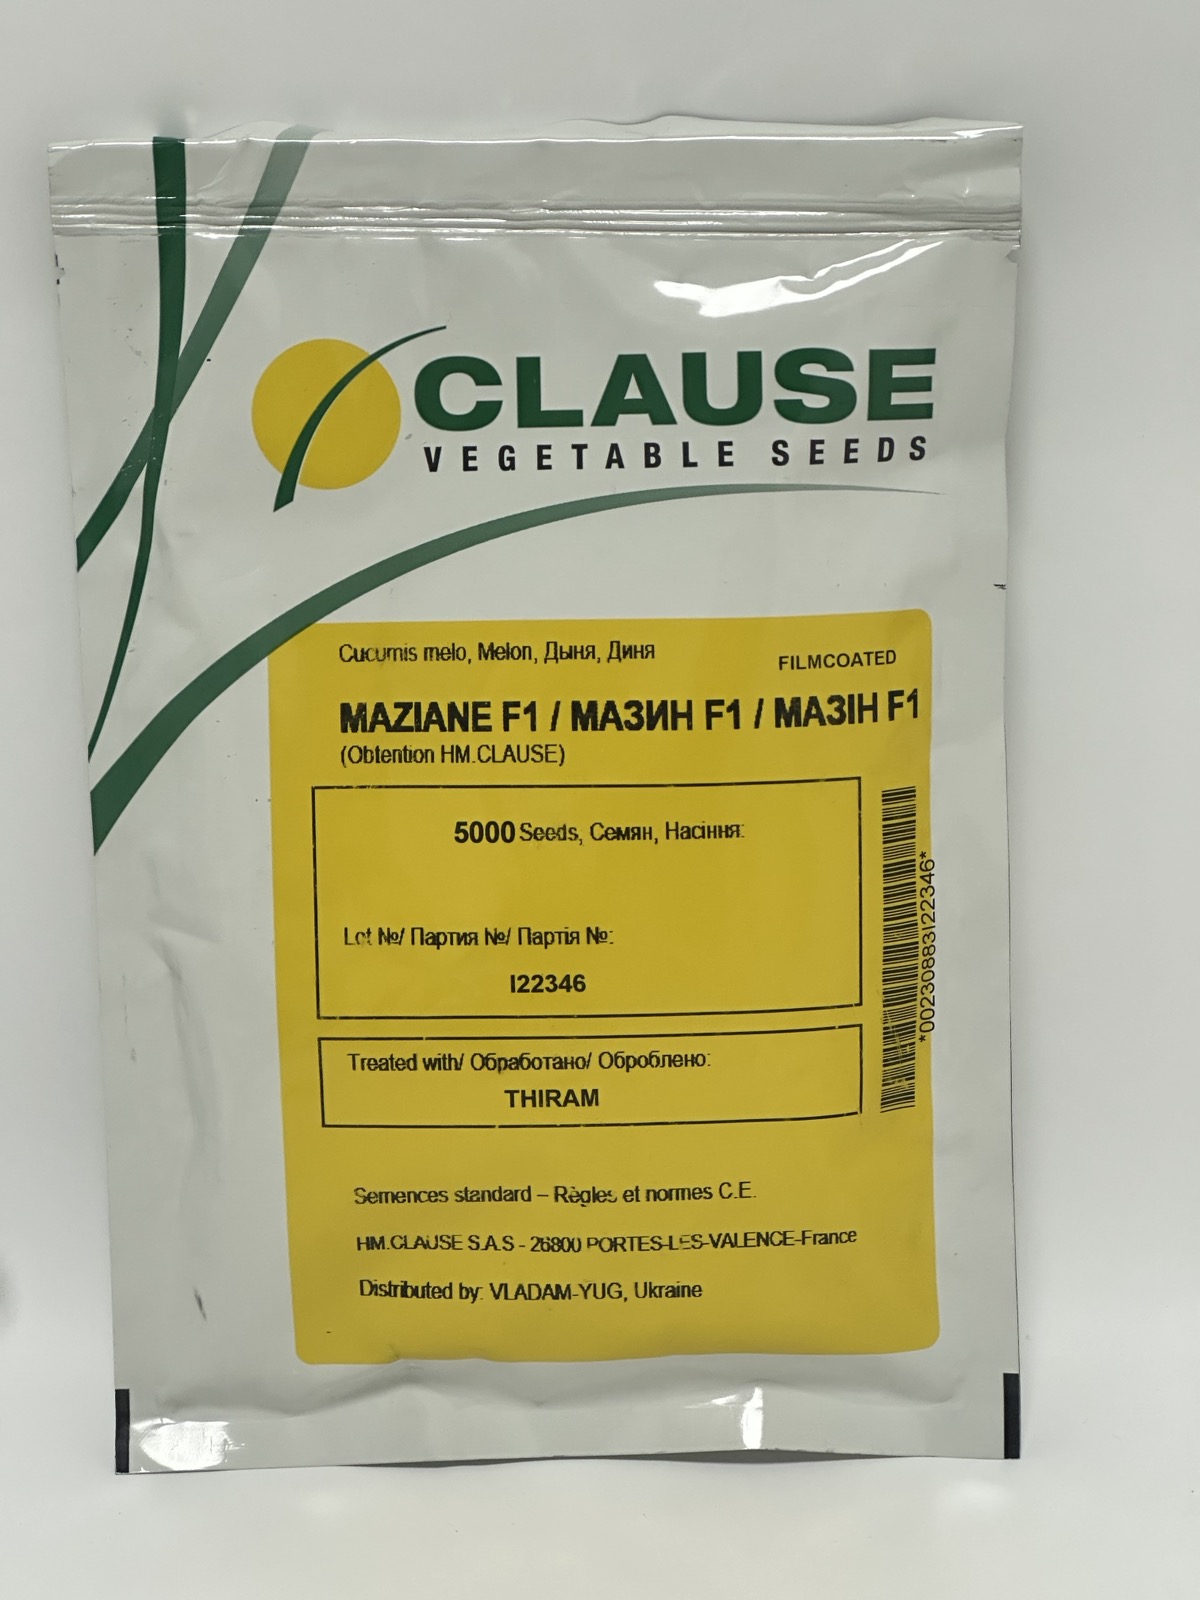 CLAUSE
VEGETABLE SEEDS
Cucumis melo, Melon, Дыня, Диня
FILMCOATED
MAZIANE F1 / МАЗИН F1 / МАЗІН F1
(Obtention HM.CLAUSE)
5000 Seeds, Семян, Насіння:
Lot №/ Партия №/ Партія №:
I22346
*00230883I22346*
Treated with/ Обработано/ Оброблено:
THIRAM
Semences standard – Règles et normes C.E.
HM.CLAUSE S.A.S - 26800 PORTES-LES-VALENCE-France
Distributed by: VLADAM-YUG, Ukraine